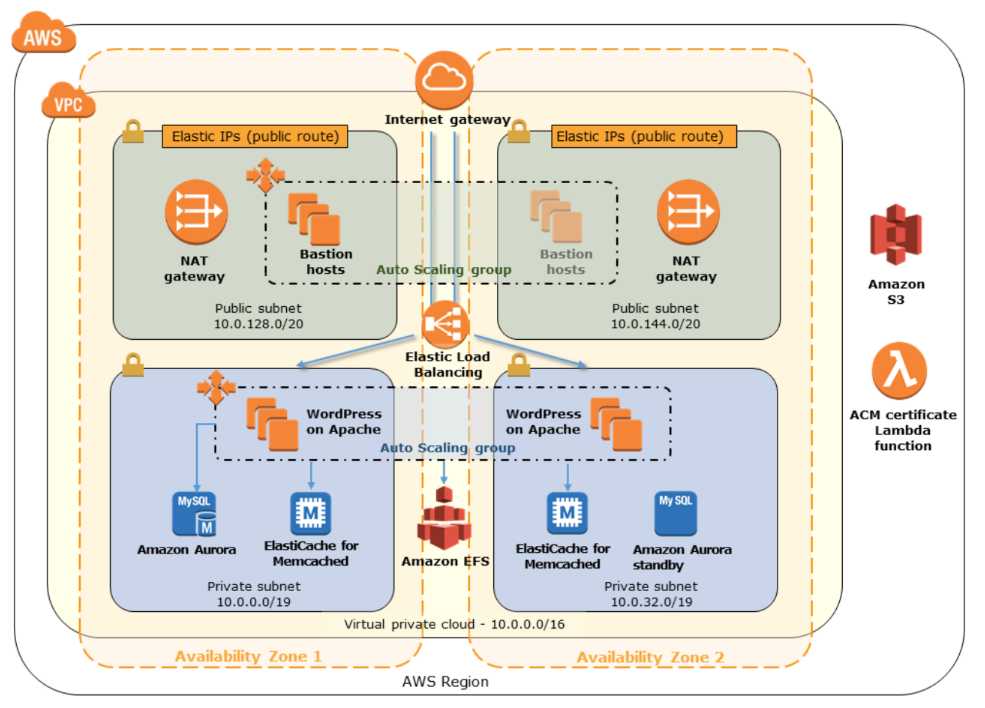 AWS
VPC
Internet gateway
Elastic IPs (public route)
Elastic IPs (public route)
NAT
gateway
Bastion
hosts
Bastion
hosts
NAT
gateway
Auto Scaling group
Public subnet
10.0.128.0/20
Public subnet
10.0.144.0/20
Elastic Load
Balancing
WordPress
on Apache
WordPress
on Apache
Auto Scaling group
MySQL
M
Amazon Aurora
M
ElastiCache for
Memcached
Amazon EFS
M
ElastiCache for
Memcached
My SQL
Amazon Aurora
standby
Private subnet
10.0.0.0/19
Private subnet
10.0.32.0/19
Virtual private cloud - 10.0.0.0/16
Availability Zone 1
Availability Zone 2
AWS Region
Amazon
S3
λ
ACM certificate
Lambda
function